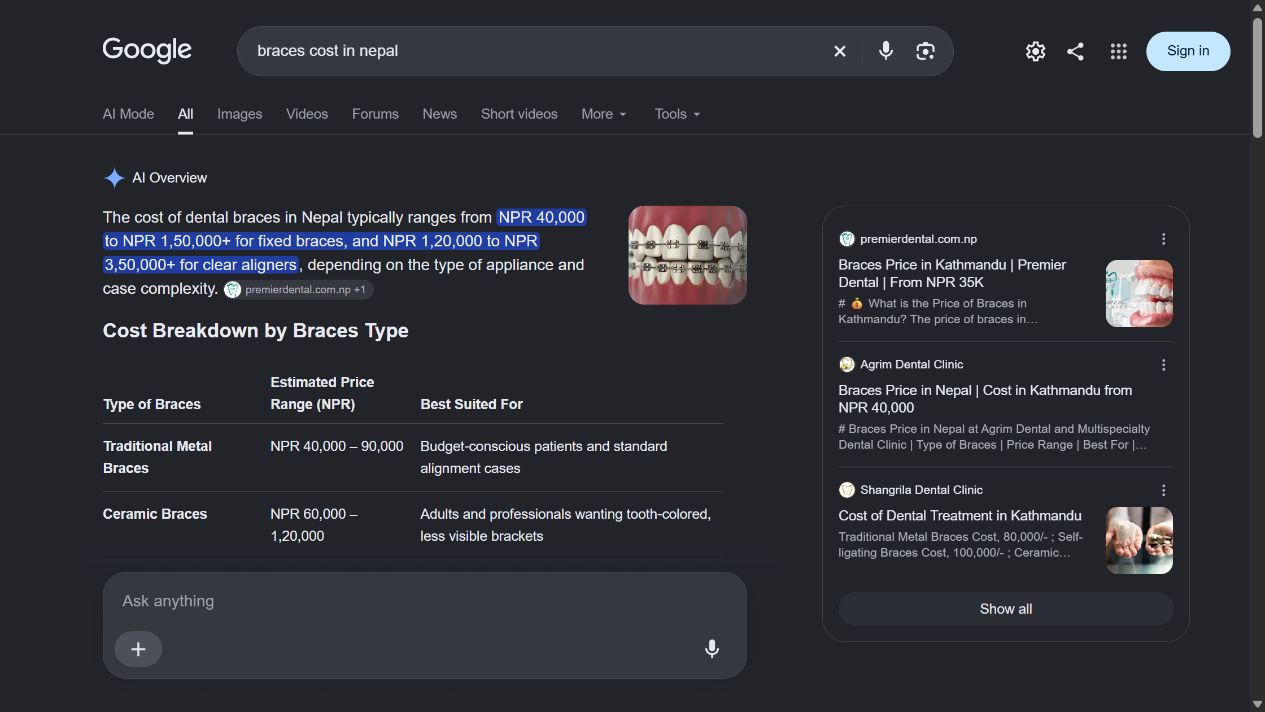 Google
braces cost in nepal
Sign in
AI Mode
All
Images
Videos
Forums
News
Short videos
More
Tools
AI Overview
The cost of dental braces in Nepal typically ranges from NPR 40,000
to NPR 1,50,000+ for fixed braces, and NPR 1,20,000 to NPR
3,50,000+ for clear aligners, depending on the type of appliance and
case complexity. premierdental.com.np +1
Cost Breakdown by Braces Type
Type of Braces
Estimated Price
Range (NPR)
Best Suited For
Traditional Metal
Braces
NPR 40,000 – 90,000
Budget-conscious patients and standard
alignment cases
Ceramic Braces
NPR 60,000 –
1,20,000
Adults and professionals wanting tooth-colored,
less visible brackets
Ask anything
premierdental.com.np
Braces Price in Kathmandu | Premier
Dental | From NPR 35K
# 💰 What is the Price of Braces in
Kathmandu? The price of braces in…
Agrim Dental Clinic
Braces Price in Nepal | Cost in Kathmandu from
NPR 40,000
# Braces Price in Nepal at Agrim Dental and Multispecialty
Dental Clinic | Type of Braces | Price Range | Best For |…
Shangrila Dental Clinic
Cost of Dental Treatment in Kathmandu
Traditional Metal Braces Cost, 80,000/- ; Self-
ligating Braces Cost, 100,000/- ; Ceramic…
Show all